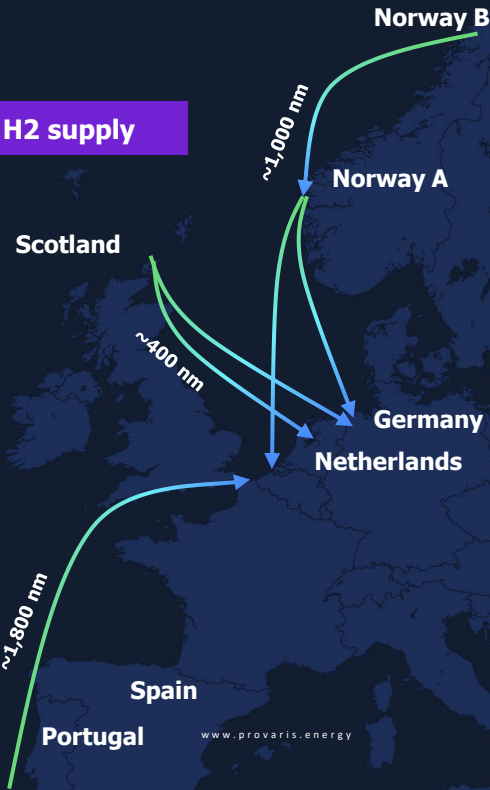 Norway B
H2 supply
~1,000 nm
Norway A
Scotland
~400 nm
Germany
Netherlands
~1,800 nm
Spain
Portugal
www.provaris.energy